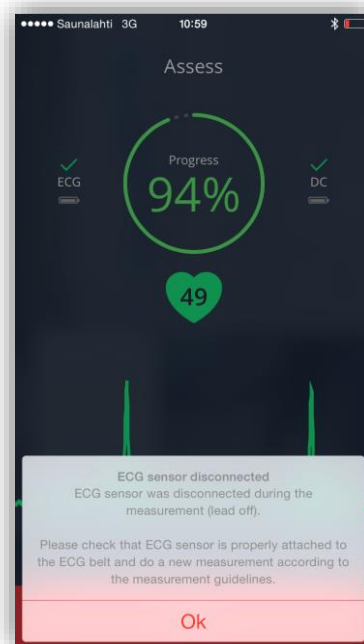 Saunalahti 3G 10:59
Assess
Progress
ECG 94% DC
49
ECG sensor disconnected
ECG sensor was disconnected during the
measurement (lead off).
Please check that ECG sensor is properly attached to
the ECG belt and do a new measurement according to
the measurement guidelines.
Ok